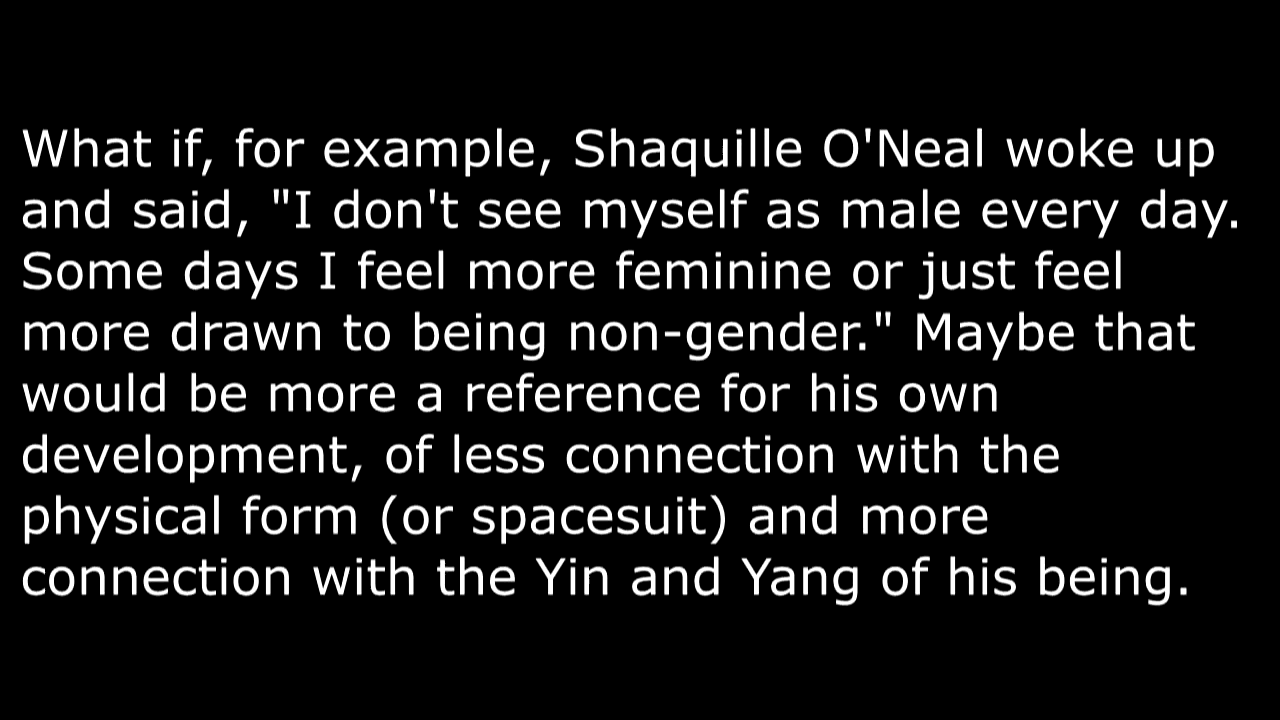 What if, for example, Shaquille O'Neal woke up
and said, "I don't see myself as male every day.
Some days I feel more feminine or just feel
more drawn to being non-gender." Maybe that
would be more a reference for his own
development, of less connection with the
physical form (or spacesuit) and more
connection with the Yin and Yang of his being.